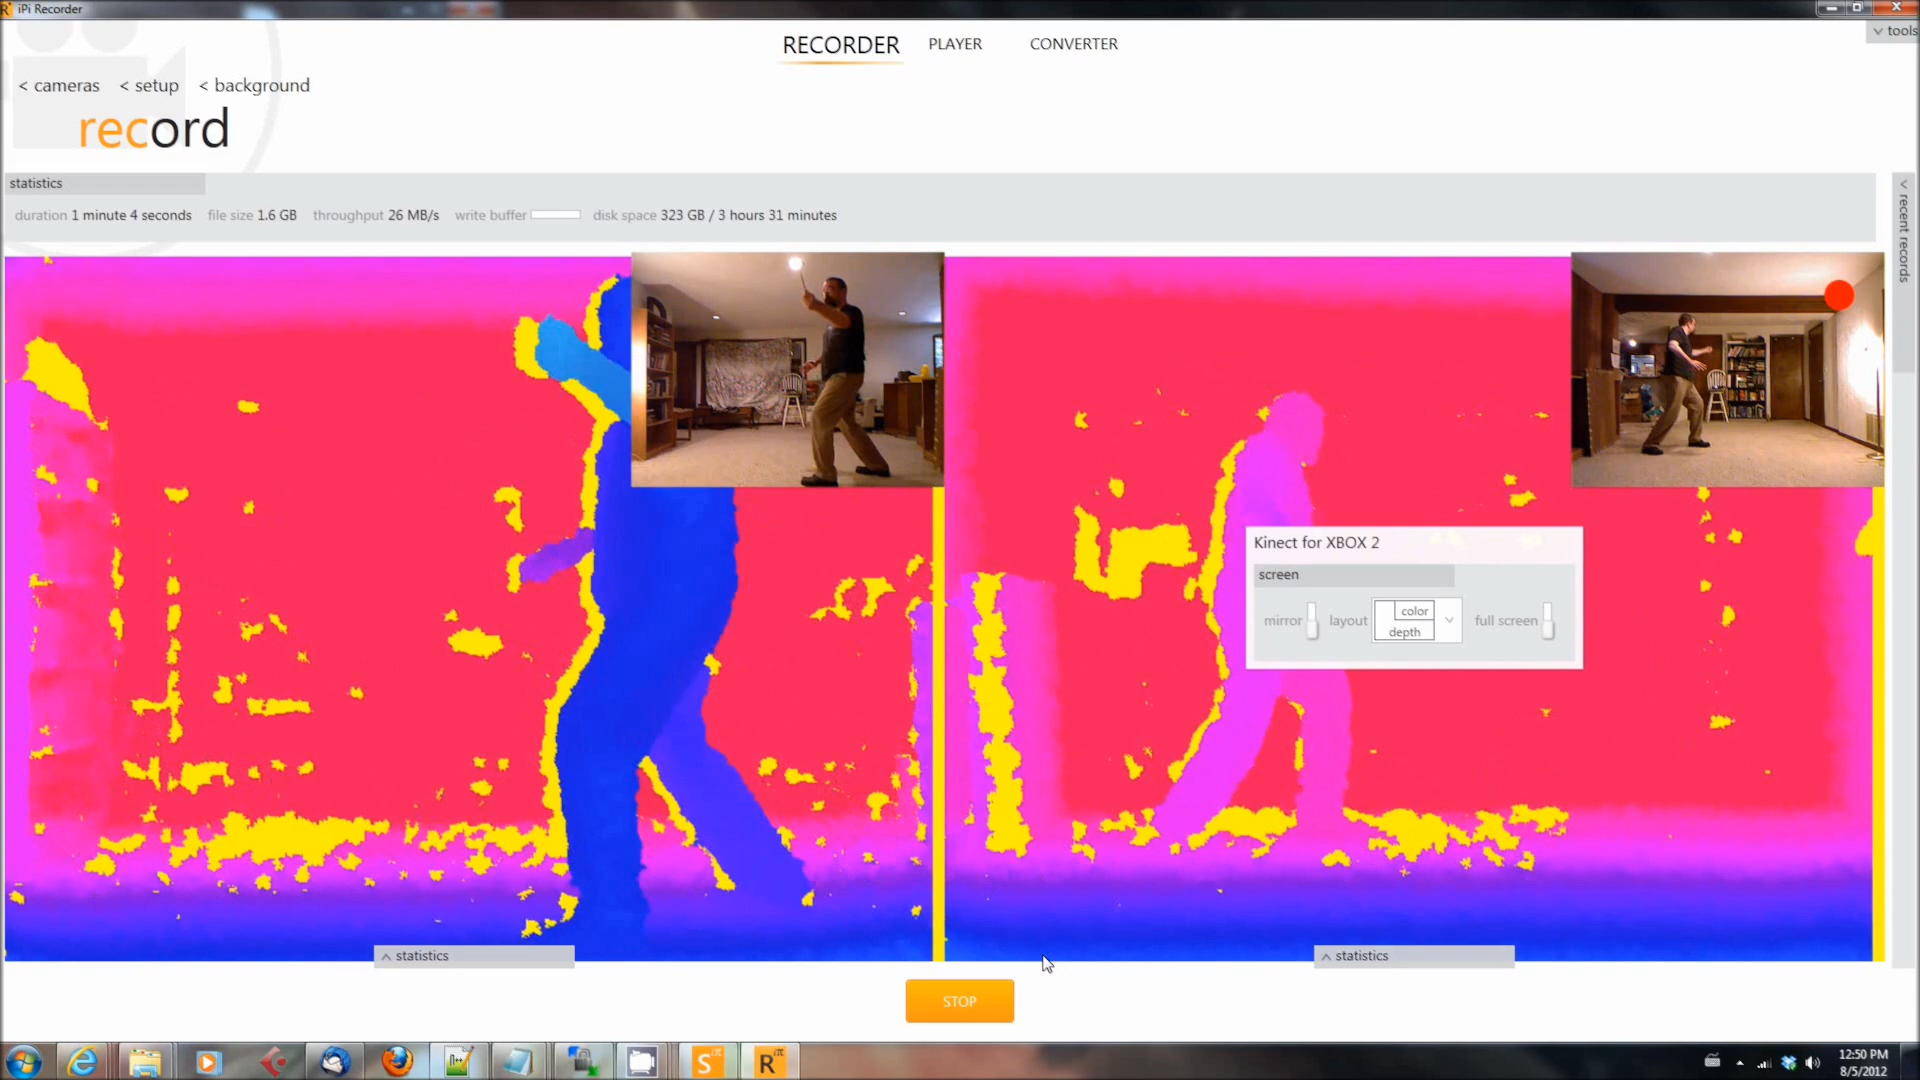 iPi Recorder
tools
RECORDER PLAYER CONVERTER
< cameras < setup < background
record
statistics
duration 1 minute 4 seconds file size 1.6 GB throughput 26 MB/s write buffer disk space 323 GB / 3 hours 31 minutes
< recent records
Kinect for XBOX 2
screen
mirror layout color depth full screen
statistics
statistics
STOP
S
R
12:50 PM
8/5/2012